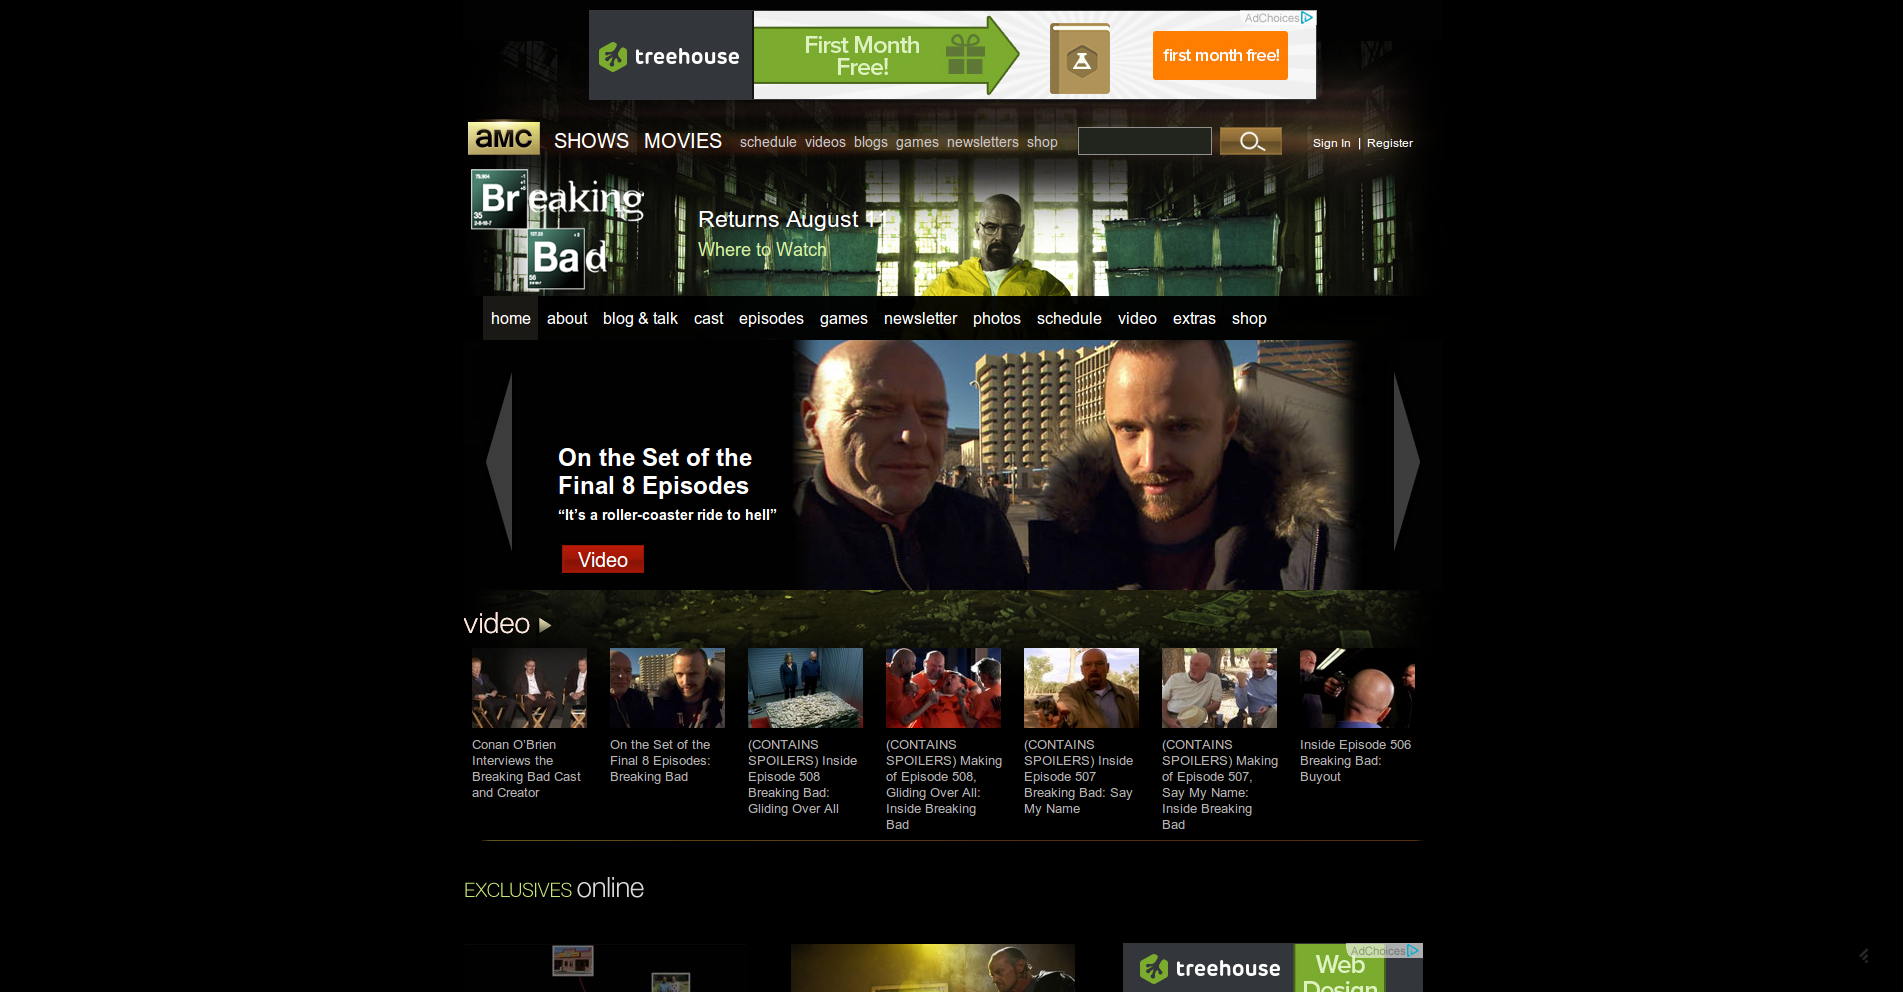 AdChoices
treehouse
First Month
Free!
first month free!
aMC
SHOWS MOVIES schedule videos blogs games newsletters shop
Sign In | Register
Breaking
Bad
35
56
Returns August 11
Where to Watch
home about blog & talk cast episodes games newsletter photos schedule video extras shop
On the Set of the
Final 8 Episodes
“It’s a roller-coaster ride to hell”
Video
video
Conan O’Brien
Interviews the
Breaking Bad Cast
and Creator
On the Set of the
Final 8 Episodes:
Breaking Bad
(CONTAINS
SPOILERS) Inside
Episode 508
Breaking Bad:
Gliding Over All
(CONTAINS
SPOILERS) Making
of Episode 508,
Gliding Over All:
Inside Breaking
Bad
(CONTAINS
SPOILERS) Inside
Episode 507
Breaking Bad: Say
My Name
(CONTAINS
SPOILERS) Making
of Episode 507,
Say My Name:
Inside Breaking
Bad
Inside Episode 506
Breaking Bad:
Buyout
EXCLUSIVES online
AdChoices
treehouse
Web
Design